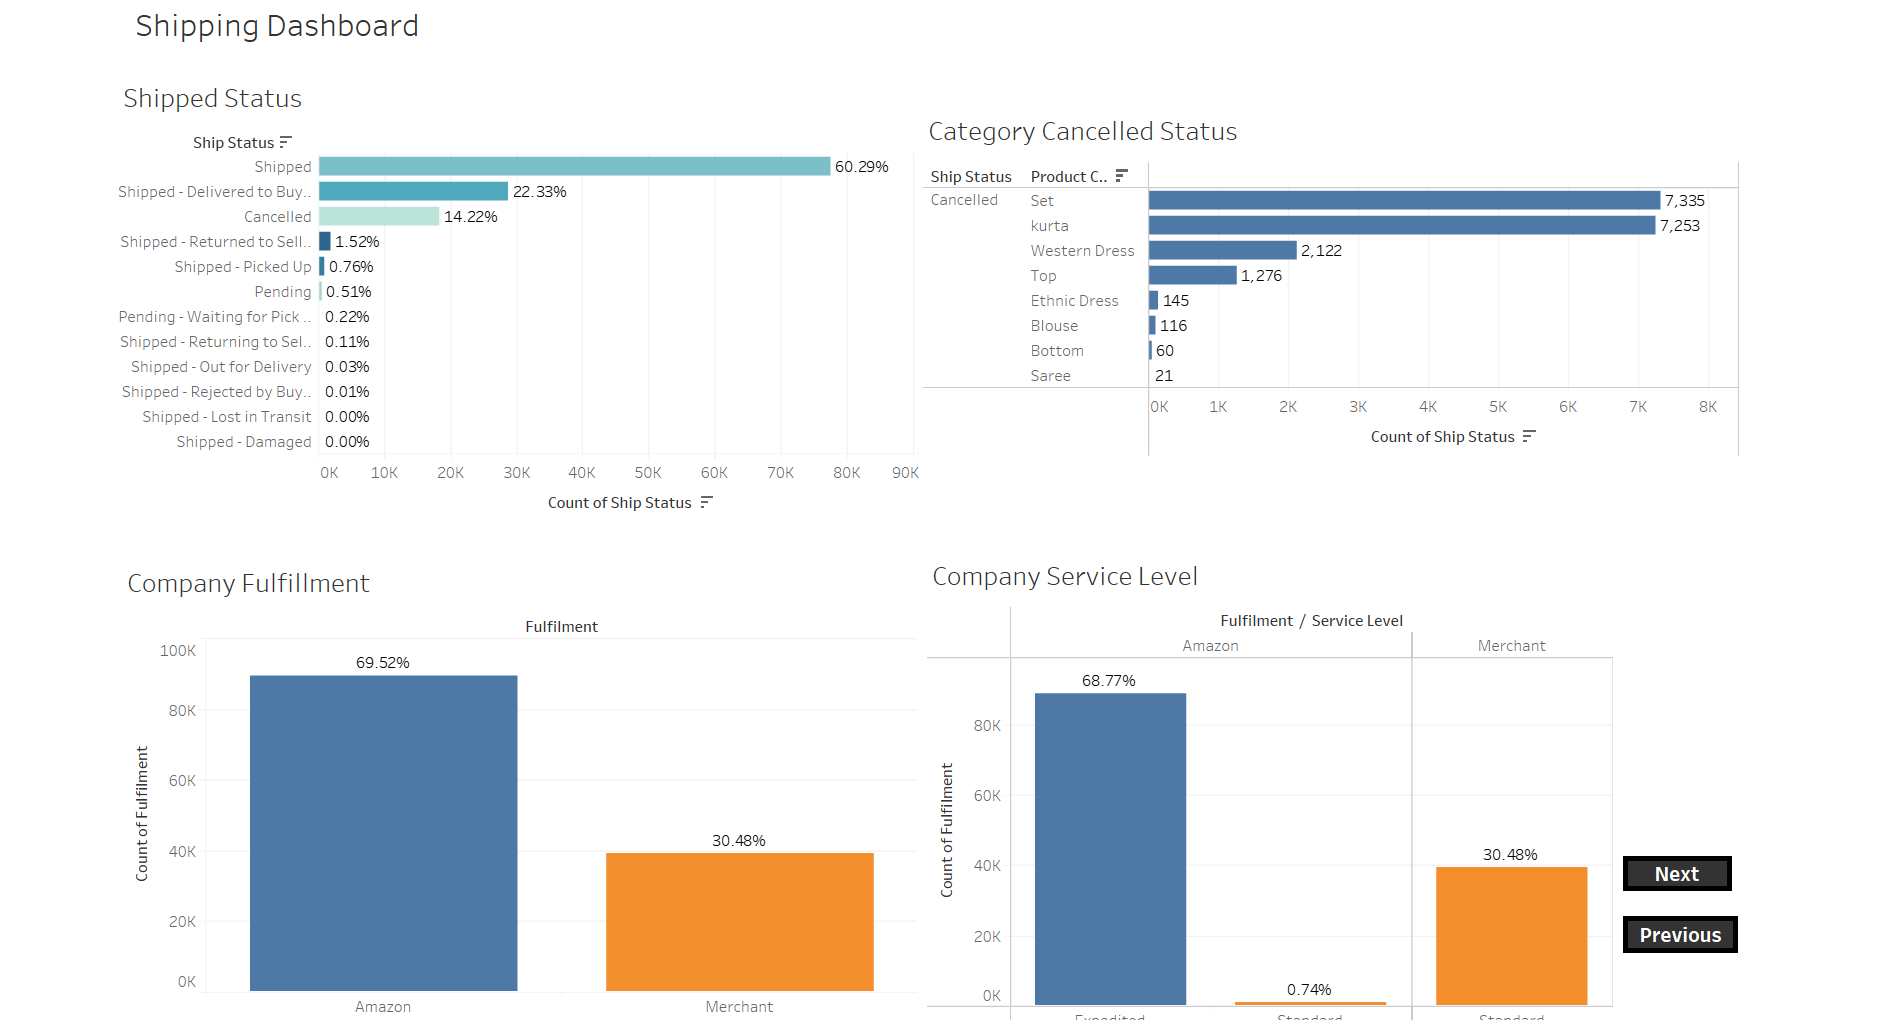 Shipping Dashboard
Shipped Status
Ship Status
Shipped 60.29%
Shipped - Delivered to Buy.. 22.33%
Cancelled 14.22%
Shipped - Returned to Sell.. 1.52%
Shipped - Picked Up 0.76%
Pending 0.51%
Pending - Waiting for Pick .. 0.22%
Shipped - Returning to Sel.. 0.11%
Shipped - Out for Delivery 0.03%
Shipped - Rejected by Buy.. 0.01%
Shipped - Lost in Transit 0.00%
Shipped - Damaged 0.00%
0K 10K 20K 30K 40K 50K 60K 70K 80K 90K
Count of Ship Status
Category Cancelled Status
Ship Status Product C..
Cancelled Set 7,335
kurta 7,253
Western Dress 2,122
Top 1,276
Ethnic Dress 145
Blouse 116
Bottom 60
Saree 21
0K 1K 2K 3K 4K 5K 6K 7K 8K
Count of Ship Status
Company Fulfillment
Fulfilment
100K
80K
60K
40K
20K
0K
Count of Fulfilment
69.52%
30.48%
Amazon Merchant
Company Service Level
Fulfilment / Service Level
Amazon Merchant
80K
60K
40K
20K
0K
Count of Fulfilment
68.77%
0.74%
30.48%
Expedited Standard Standard
Next
Previous